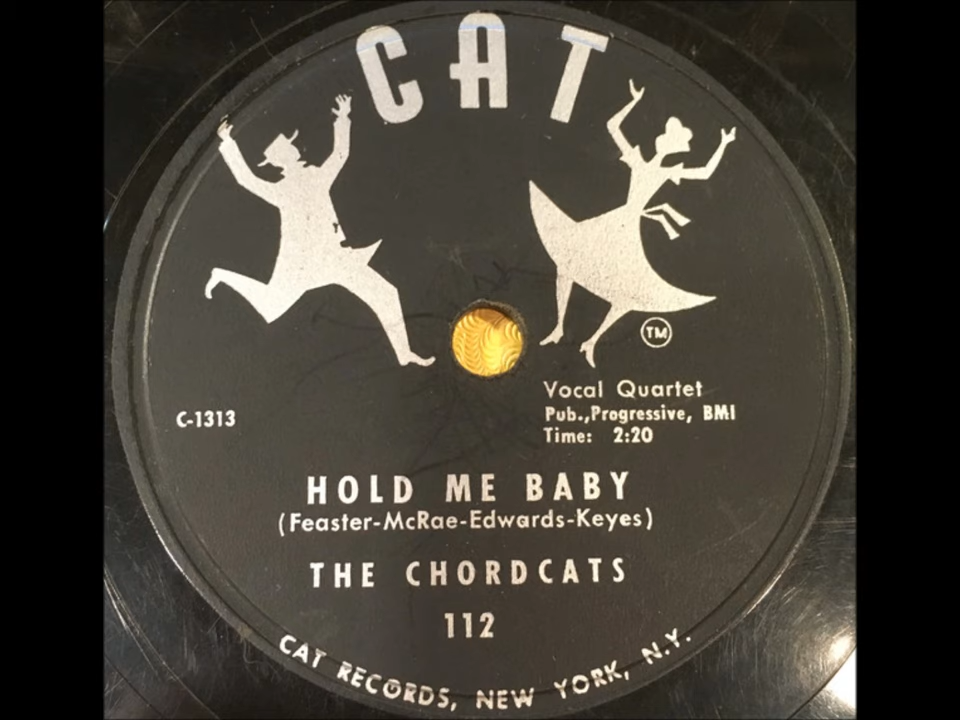 CAT
TM
Vocal Quartet
Pub.,Progressive, BMI
Time: 2:20
C-1313
HOLD ME BABY
(Feaster-McRae-Edwards-Keyes)
THE CHORDCATS
112
CAT RECORDS, NEW YORK, N.Y.